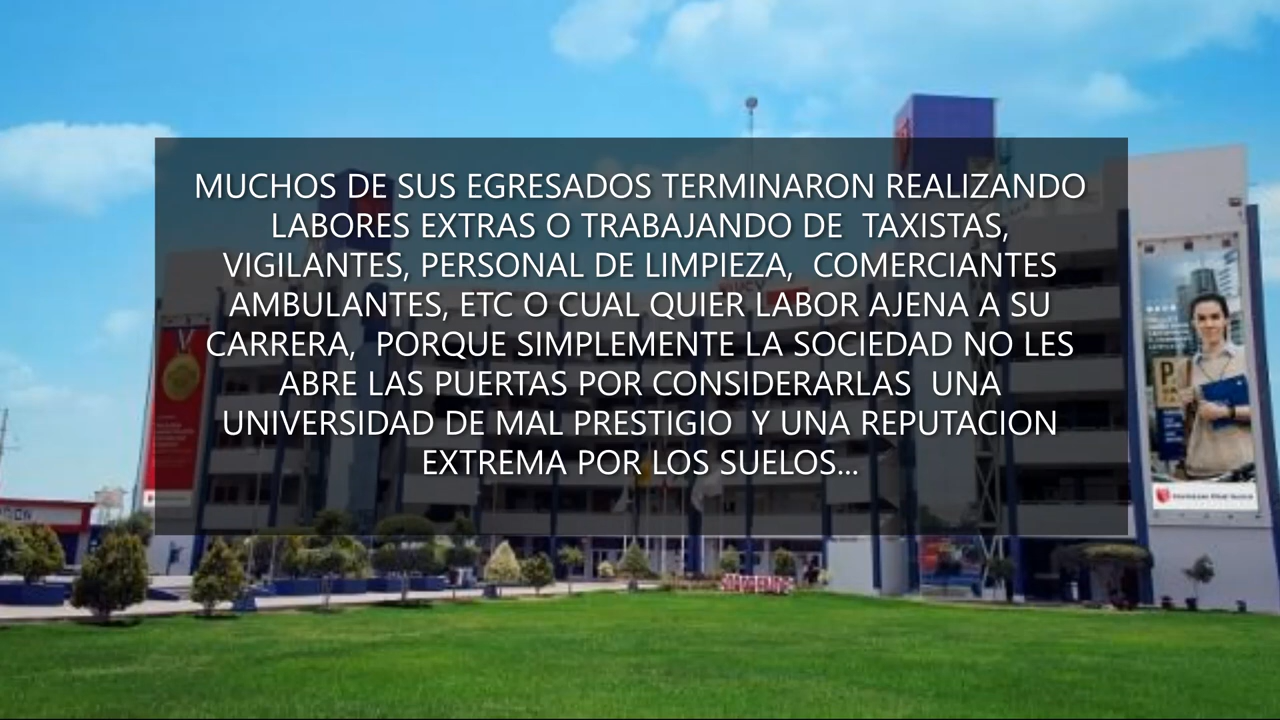 MUCHOS DE SUS EGRESADOS TERMINARON REALIZANDO
LABORES EXTRAS O TRABAJANDO DE  TAXISTAS,
VIGILANTES, PERSONAL DE LIMPIEZA,  COMERCIANTES
AMBULANTES, ETC O CUAL QUIER LABOR AJENA A SU
CARRERA,  PORQUE SIMPLEMENTE LA SOCIEDAD NO LES
ABRE LAS PUERTAS POR CONSIDERARLAS  UNA
UNIVERSIDAD DE MAL PRESTIGIO  Y UNA REPUTACION
EXTREMA POR LOS SUELOS...
UCV